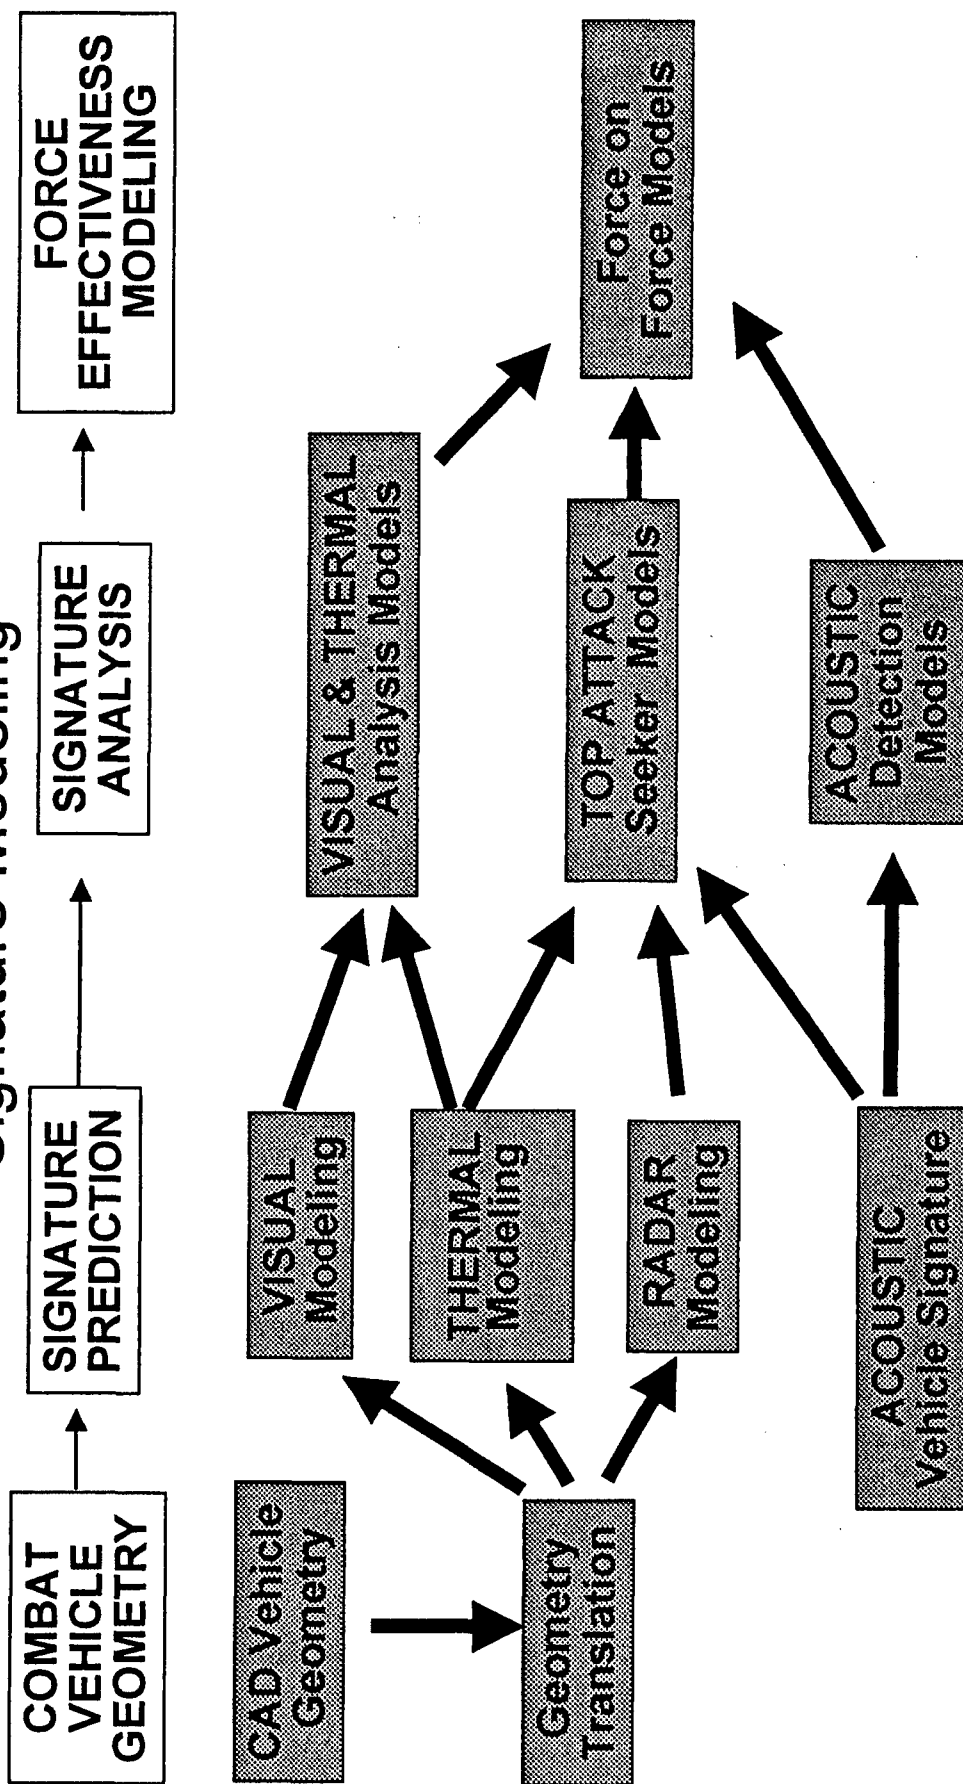 Signature Modeling
COMBAT
VEHICLE
GEOMETRY
SIGNATURE
PREDICTION
SIGNATURE
ANALYSIS
FORCE
EFFECTIVENESS
MODELING
CAD Vehicle
Geometry
Geometry
Translation
VISUAL
Modeling
THERMAL
Modeling
RADAR
Modeling
ACOUSTIC
Vehicle Signature
VISUAL & THERMAL
Analysis Models
TOP ATTACK
Seeker Models
ACOUSTIC
Detection
Models
Force on
Force Models